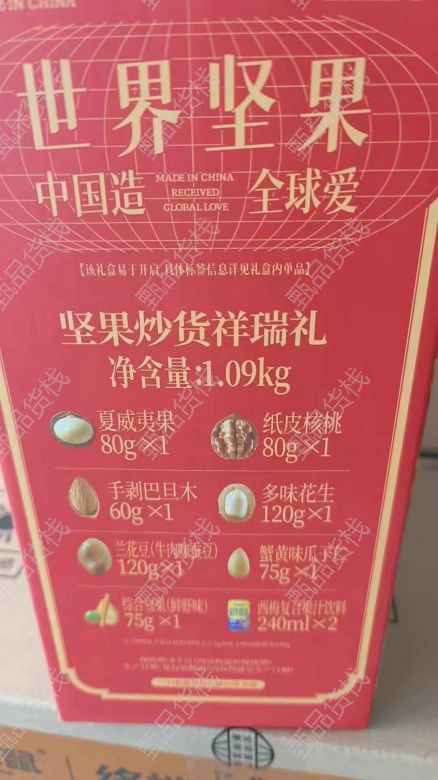 IN CHINA
世界坚果
中国造 MADE IN CHINA RECEIVED GLOBAL LOVE 全球爱
【该礼盒易于开启,具体标签信息详见礼盒内单品】
坚果炒货祥瑞礼
净含量:1.09kg
夏威夷果 纸皮核桃
80g×1 80g×1
手剥巴旦木 多味花生
60g×1 120g×1
兰花豆(牛肉味蚕豆) 蟹黄味瓜子仁
120g×1 75g×1
综合豆果(鲜虾味) 西梅复合果汁饮料
75g×1 240ml×2
甄品货栈